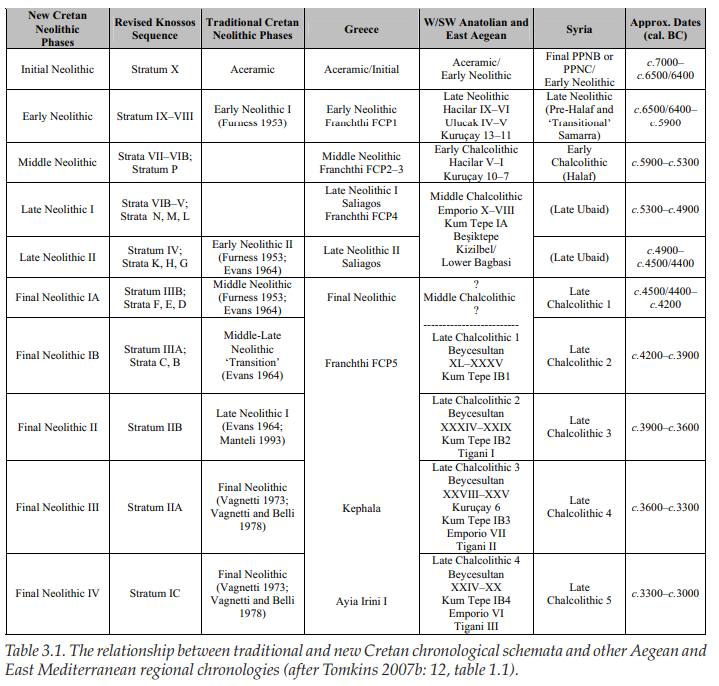 New Cretan Neolithic Phases | Revised Knossos Sequence | Traditional Cretan Neolithic Phases | Greece | W/SW Anatolian and East Aegean | Syria | Approx. Dates (cal. BC)
Initial Neolithic | Stratum X | Aceramic | Aceramic/Initial | Aceramic/ Early Neolithic | Final PPNB or PPNC/ Early Neolithic | c.7000– c.6500/6400
Early Neolithic | Stratum IX–VIII | Early Neolithic I (Furness 1953) | Early Neolithic Franchthi FCP1 | Late Neolithic Hacilar IX–VI Ulucak IV–V Kuruçay 13–11 | Late Neolithic (Pre-Halaf and ‘Transitional’ Samarra) | c.6500/6400– c.5900
Middle Neolithic | Strata VII–VIB; Stratum P | | Middle Neolithic Franchthi FCP2–3 | Early Chalcolithic Hacilar V–I Kuruçay 10–7 | Early Chalcolithic (Halaf) | c.5900–c.5300
Late Neolithic I | Strata VIB–V; Strata N, M, L | | Late Neolithic I Saliagos Franchthi FCP4 | Middle Chalcolithic Emporio X–VIII Kum Tepe IA Beşiktepe Kizilbel/ Lower Bagbasi | (Late Ubaid) | c.5300–c.4900
Late Neolithic II | Stratum IV; Strata K, H, G | Early Neolithic II (Furness 1953; Evans 1964) | Late Neolithic II Saliagos | | (Late Ubaid) | c.4900– c.4500/4400
Final Neolithic IA | Stratum IIIB; Strata F, E, D | Middle Neolithic (Furness 1953; Evans 1964) | Final Neolithic | ? Middle Chalcolithic ? | Late Chalcolithic 1 | c.4500/4400– c.4200
Final Neolithic IB | Stratum IIIA; Strata C, B | Middle-Late Neolithic ‘Transition’ (Evans 1964) | Franchthi FCP5 | Late Chalcolithic 1 Beycesultan XL–XXXV Kum Tepe IB1 | Late Chalcolithic 2 | c.4200–c.3900
Final Neolithic II | Stratum IIB | Late Neolithic I (Evans 1964; Manteli 1993) | | Late Chalcolithic 2 Beycesultan XXXIV–XXIX Kum Tepe IB2 Tigani I | Late Chalcolithic 3 | c.3900–c.3600
Final Neolithic III | Stratum IIA | Final Neolithic (Vagnetti 1973; Vagnetti and Belli 1978) | Kephala | Late Chalcolithic 3 Beycesultan XXVIII–XXV Kuruçay 6 Kum Tepe IB3 Emporio VII Tigani II | Late Chalcolithic 4 | c.3600–c.3300
Final Neolithic IV | Stratum IC | Final Neolithic (Vagnetti 1973; Vagnetti and Belli 1978) | Ayia Irini I | Late Chalcolithic 4 Beycesultan XXIV–XX Kum Tepe IB4 Emporio VI Tigani III | Late Chalcolithic 5 | c.3300–c.3000
Table 3.1. The relationship between traditional and new Cretan chronological schemata and other Aegean and
East Mediterranean regional chronologies (after Tomkins 2007b: 12, table 1.1).